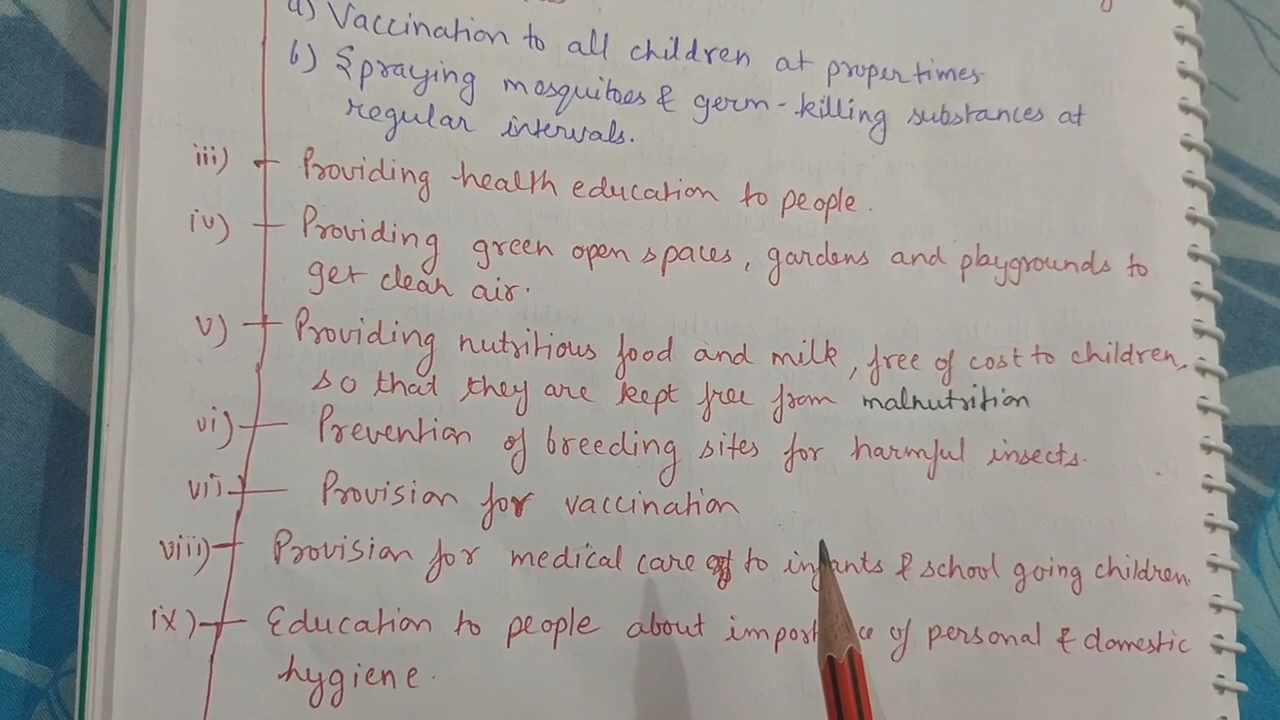 a) Vaccination to all children at proper times
b) Spraying mosquitoes & germ-killing substances at
regular intervals.
iii) Providing health education to people.
iv) Providing green open spaces, gardens and playgrounds to
get clean air.
v) Providing nutritious food and milk, free of cost to children,
so that they are kept free from malnutrition
vi) Prevention of breeding sites for harmful insects.
vii) Provision for vaccination
viii) Provision for medical care to infants & school going children.
ix) Education to people about importance of personal & domestic
hygiene.